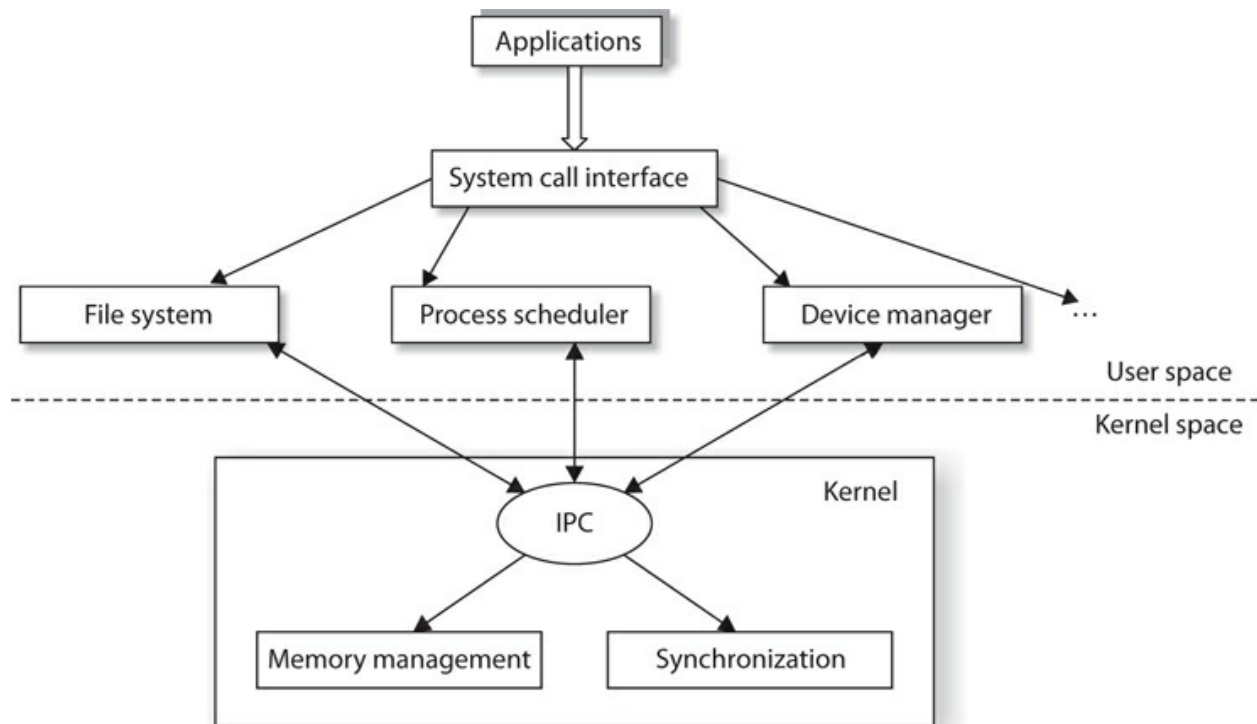 Applications
System call interface
File system
Process scheduler
Device manager
...
User space
Kernel space
Kernel
IPC
Memory management
Synchronization